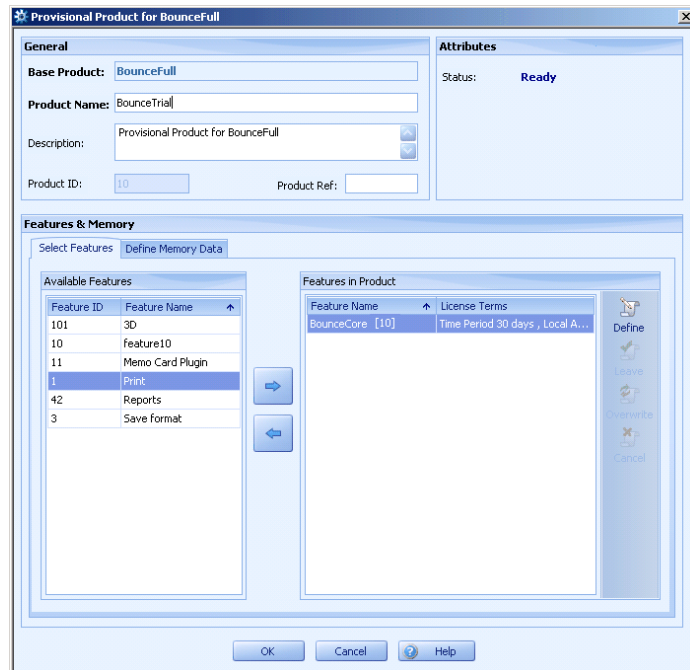 Provisional Product for BounceFull
General
Base Product: BounceFull
Product Name: BounceTrial
Description: Provisional Product for BounceFull
Product ID: 10 Product Ref:
Attributes
Status: Ready
Features & Memory
Select Features Define Memory Data
Available Features
Feature ID Feature Name
101 3D
10 feature10
11 Memo Card Plugin
1 Print
42 Reports
3 Save format
Features in Product
Feature Name License Terms
BounceCore [10] Time Period 30 days , Local A...
Define
Leave
Overwrite
Cancel
OK Cancel Help